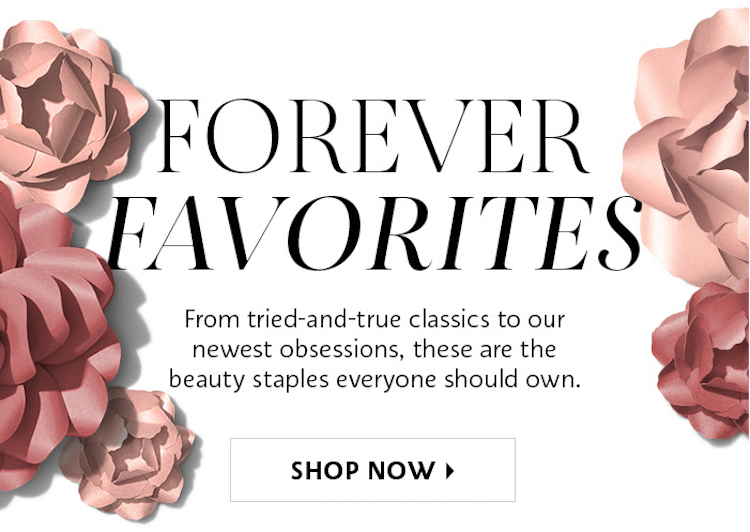 FOREVER
FAVORITES
From tried-and-true classics to our
newest obsessions, these are the
beauty staples everyone should own.
SHOP NOW